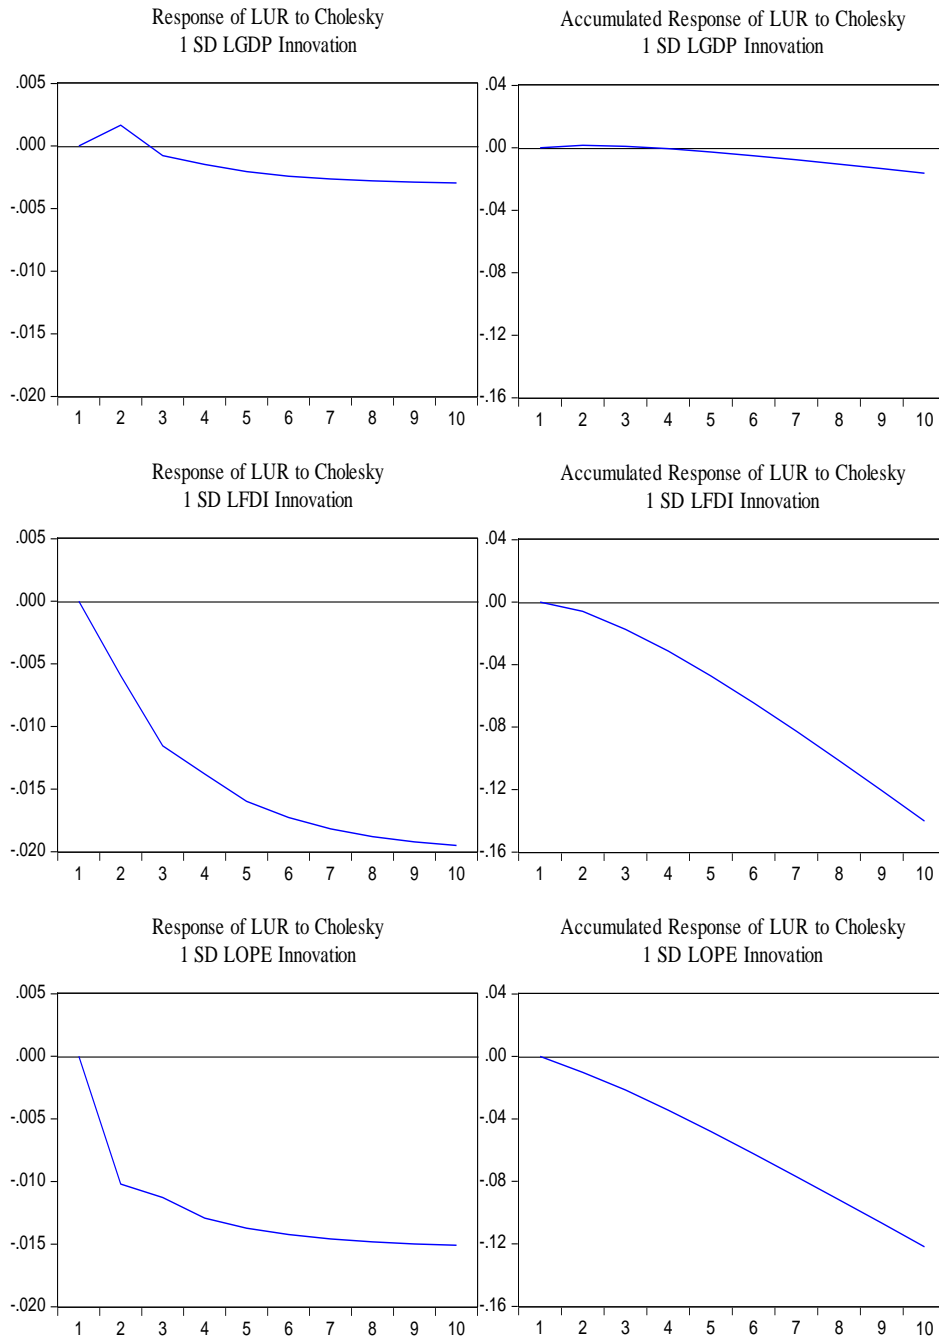 Response of LUR to Cholesky
1 SD LGDP Innovation
.005
.000
-.005
-.010
-.015
-.020
1 2 3 4 5 6 7 8 9 10
Accumulated Response of LUR to Cholesky
1 SD LGDP Innovation
.04
.00
-.04
-.08
-.12
-.16
1 2 3 4 5 6 7 8 9 10
Response of LUR to Cholesky
1 SD LFDI Innovation
.005
.000
-.005
-.010
-.015
-.020
1 2 3 4 5 6 7 8 9 10
Accumulated Response of LUR to Cholesky
1 SD LFDI Innovation
.04
.00
-.04
-.08
-.12
-.16
1 2 3 4 5 6 7 8 9 10
Response of LUR to Cholesky
1 SD LOPE Innovation
.005
.000
-.005
-.010
-.015
-.020
1 2 3 4 5 6 7 8 9 10
Accumulated Response of LUR to Cholesky
1 SD LOPE Innovation
.04
.00
-.04
-.08
-.12
-.16
1 2 3 4 5 6 7 8 9 10